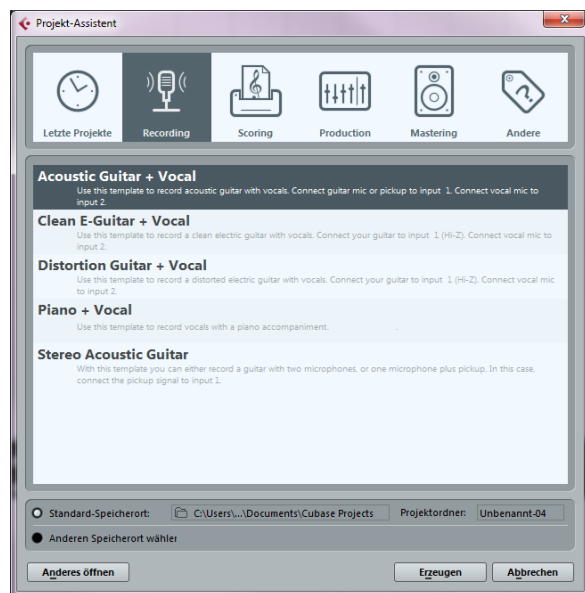 Projekt-Assistent
Letzte Projekte
Recording
Scoring
Production
Mastering
Andere
Acoustic Guitar + Vocal
Use this template to record acoustic guitar with vocals. Connect guitar mic or pickup to input 1. Connect vocal mic to
input 2.
Clean E-Guitar + Vocal
Use this template to record a clean electric guitar with vocals. Connect your guitar to input 1 (Hi-Z). Connect vocal mic to
input 2.
Distortion Guitar + Vocal
Use this template to record a distorted electric guitar with vocals. Connect your guitar to input 1 (Hi-Z). Connect vocal mic
to input 2.
Piano + Vocal
Use this template to record vocals with a piano accompaniment. .
Stereo Acoustic Guitar
With this template you can either record a guitar with two microphones, or one microphone plus pickup. In this case,
connect the pickup signal to input 1.
Standard-Speicherort: C:\Users\...\Documents\Cubase Projects Projektordner: Unbenannt-04
Anderen Speicherort wähler
Anderes öffnen Erzeugen Abbrechen